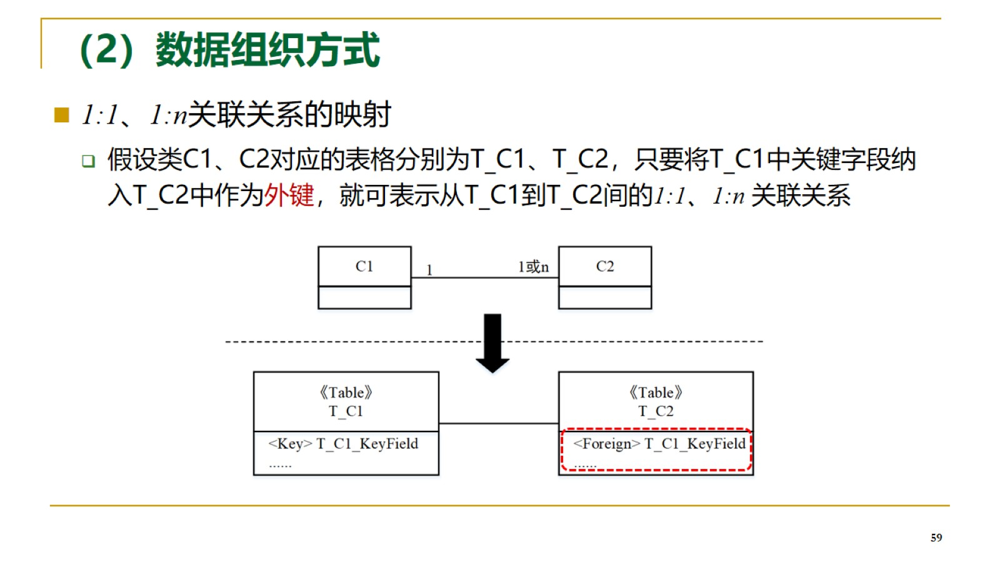 （2）数据组织方式
1:1、1:n关联关系的映射
假设类C1、C2对应的表格分别为T_C1、T_C2，只要将T_C1中关键字段纳
入T_C2中作为外键，就可表示从T_C1到T_C2间的1:1、1:n 关联关系
C1
1
1或n
C2
《Table》
T_C1
<Key> T_C1_KeyField
......
《Table》
T_C2
<Foreign> T_C1_KeyField
......
59